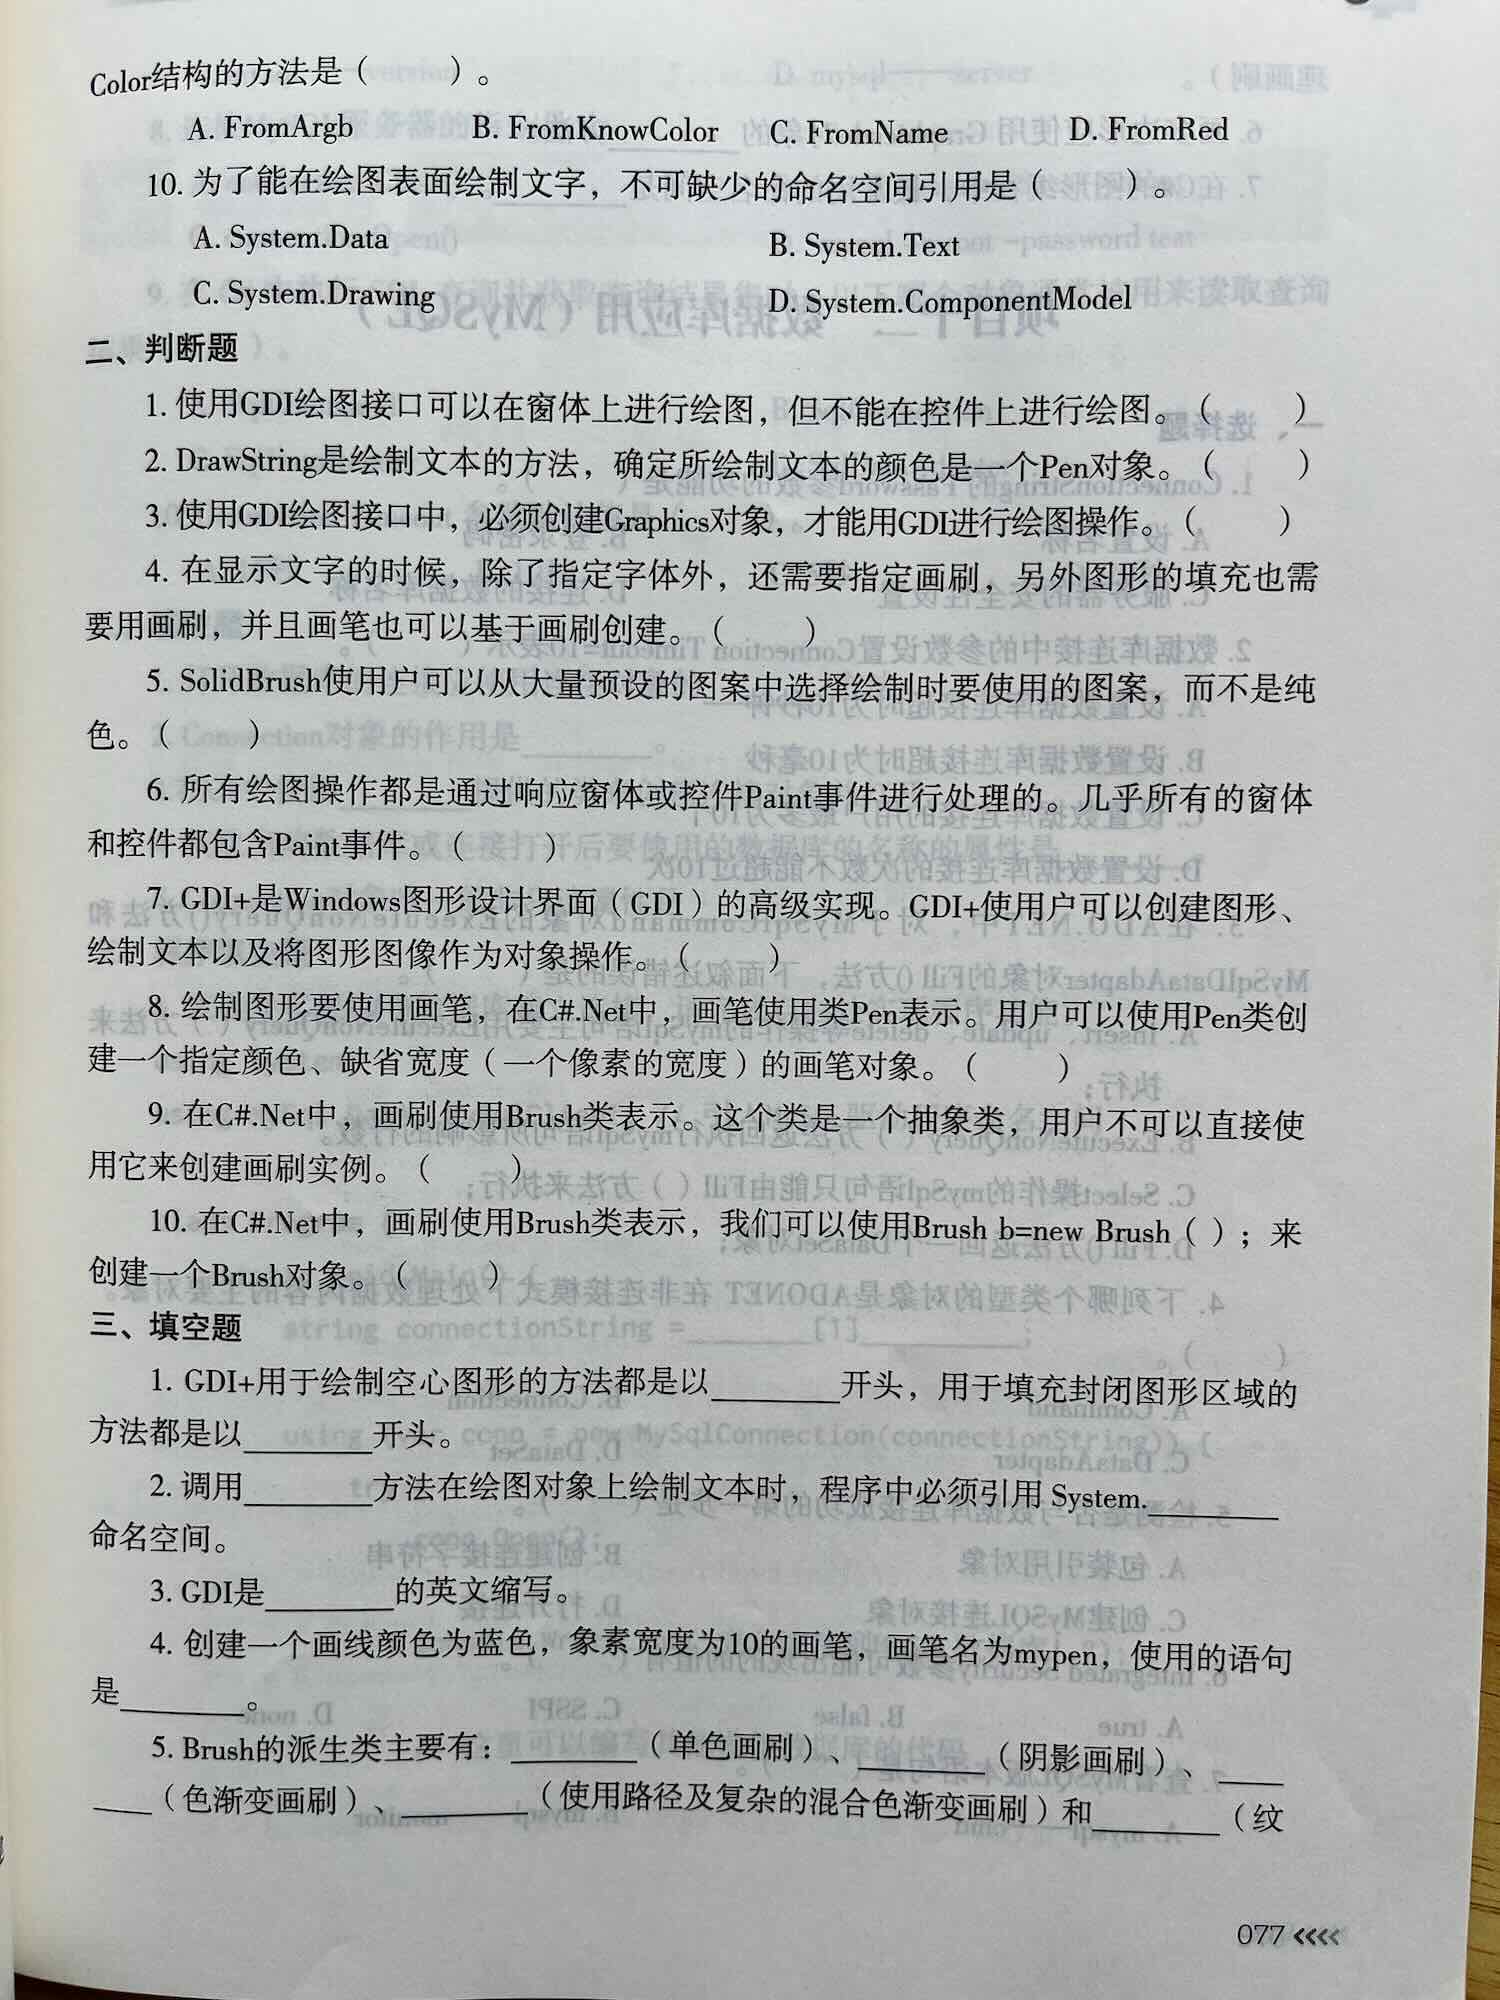 Color结构的方法是（　　）。
A. FromArgb B. FromKnowColor C. FromName D. FromRed
10. 为了能在绘图表面绘制文字，不可缺少的命名空间引用是（　　）。
A. System.Data B. System.Text
C. System.Drawing D. System.ComponentModel
二、判断题
1. 使用GDI绘图接口可以在窗体上进行绘图，但不能在控件上进行绘图。（　　）
2. DrawString是绘制文本的方法，确定所绘制文本的颜色是一个Pen对象。（　　）
3. 使用GDI绘图接口中，必须创建Graphics对象，才能用GDI进行绘图操作。（　　）
4. 在显示文字的时候，除了指定字体外，还需要指定画刷，另外图形的填充也需
要用画刷，并且画笔也可以基于画刷创建。（　　）
5. SolidBrush使用户可以从大量预设的图案中选择绘制时要使用的图案，而不是纯
色。（　　）
6. 所有绘图操作都是通过响应窗体或控件Paint事件进行处理的。几乎所有的窗体
和控件都包含Paint事件。（　　）
7. GDI+是Windows图形设计界面（GDI）的高级实现。GDI+使用户可以创建图形、
绘制文本以及将图形图像作为对象操作。（　　）
8. 绘制图形要使用画笔，在C#.Net中，画笔使用类Pen表示。用户可以使用Pen类创
建一个指定颜色、缺省宽度（一个像素的宽度）的画笔对象。（　　）
9. 在C#.Net中，画刷使用Brush类表示。这个类是一个抽象类，用户不可以直接使
用它来创建画刷实例。（　　）
10. 在C#.Net中，画刷使用Brush类表示，我们可以使用Brush b=new Brush（）；来
创建一个Brush对象。（　　）
三、填空题
1. GDI+用于绘制空心图形的方法都是以________开头，用于填充封闭图形区域的
方法都是以________开头。
2. 调用________方法在绘图对象上绘制文本时，程序中必须引用 System.________
命名空间。
3. GDI是________的英文缩写。
4. 创建一个画线颜色为蓝色，象素宽度为10的画笔，画笔名为mypen，使用的语句
是________。
5. Brush的派生类主要有：________（单色画刷）、________（阴影画刷）、____
____（色渐变画刷）、________（使用路径及复杂的混合色渐变画刷）和________（纹
077